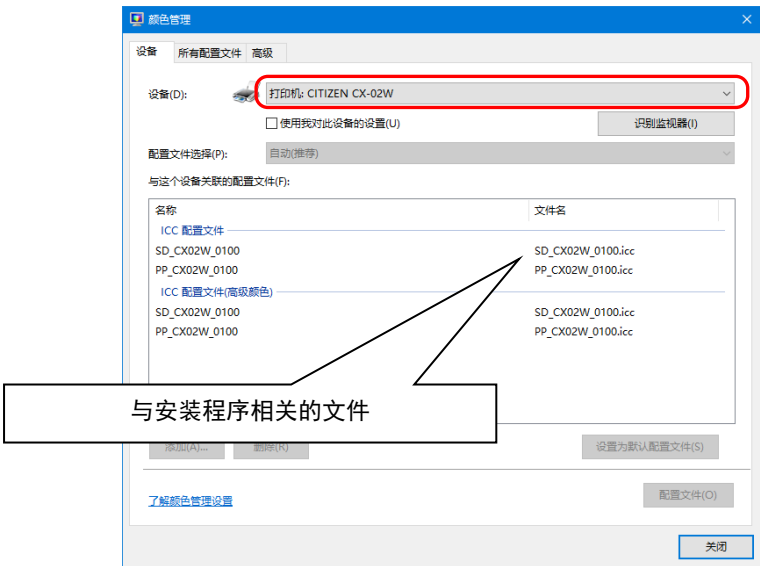 颜色管理
设备 所有配置文件 高级
设备(D): 打印机: CITIZEN CX-02W
使用我对此设备的设置(U) 识别监视器(I)
配置文件选择(P): 自动(推荐)
与这个设备关联的配置文件(F):
名称 文件名
ICC 配置文件
SD_CX02W_0100 SD_CX02W_0100.icc
PP_CX02W_0100 PP_CX02W_0100.icc
ICC 配置文件(高级颜色)
SD_CX02W_0100 SD_CX02W_0100.icc
PP_CX02W_0100 PP_CX02W_0100.icc
与安装程序相关的文件
添加(A)... 删除(R) 设置为默认配置文件(S)
了解颜色管理设置 配置文件(O)
关闭